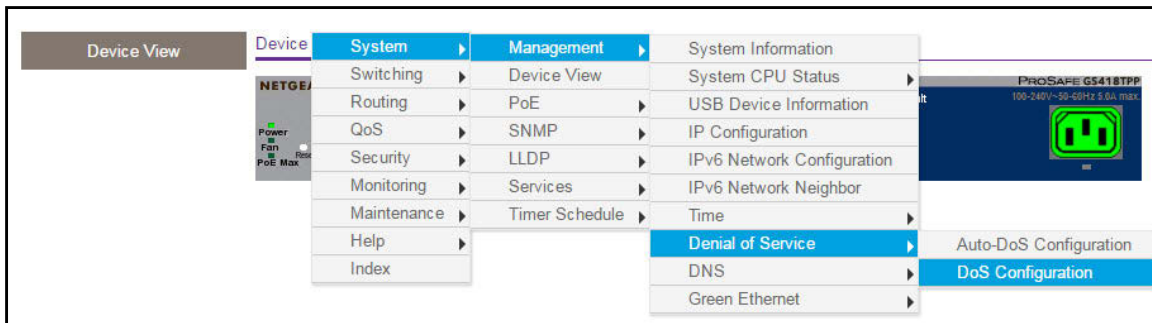 Device View
Device
NETGE
Power
Fan
Rese
PoE Max
System
Switching
Routing
QoS
Security
Monitoring
Maintenance
Help
Index
Management
Device View
PoE
SNMP
LLDP
Services
Timer Schedule
System Information
System CPU Status
USB Device Information
IP Configuration
IPv6 Network Configuration
IPv6 Network Neighbor
Time
Denial of Service
DNS
Green Ethernet
Auto-DoS Configuration
DoS Configuration
PROSAFE GS418TPP
100-240V~50-60Hz 5.0A max.